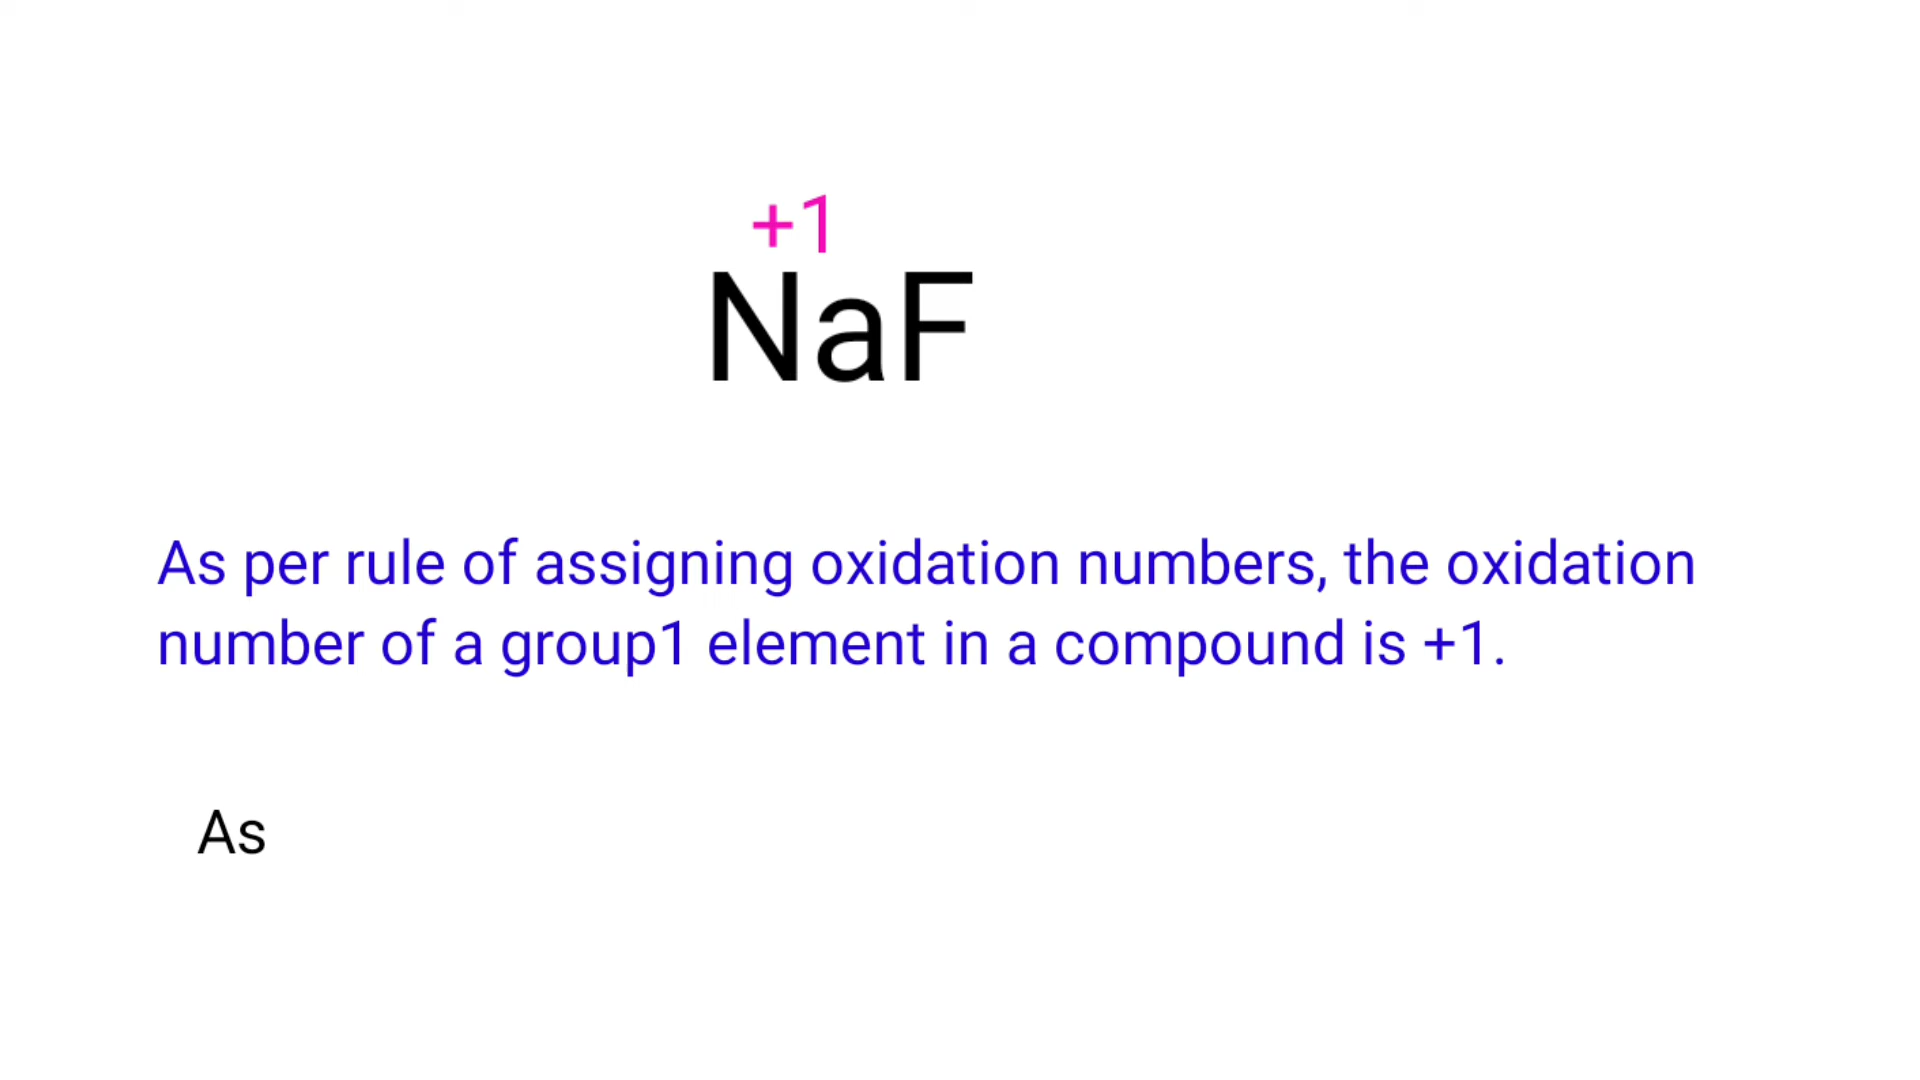 +1
NaF
As per rule of assigning oxidation numbers, the oxidation
number of a group1 element in a compound is +1.
As